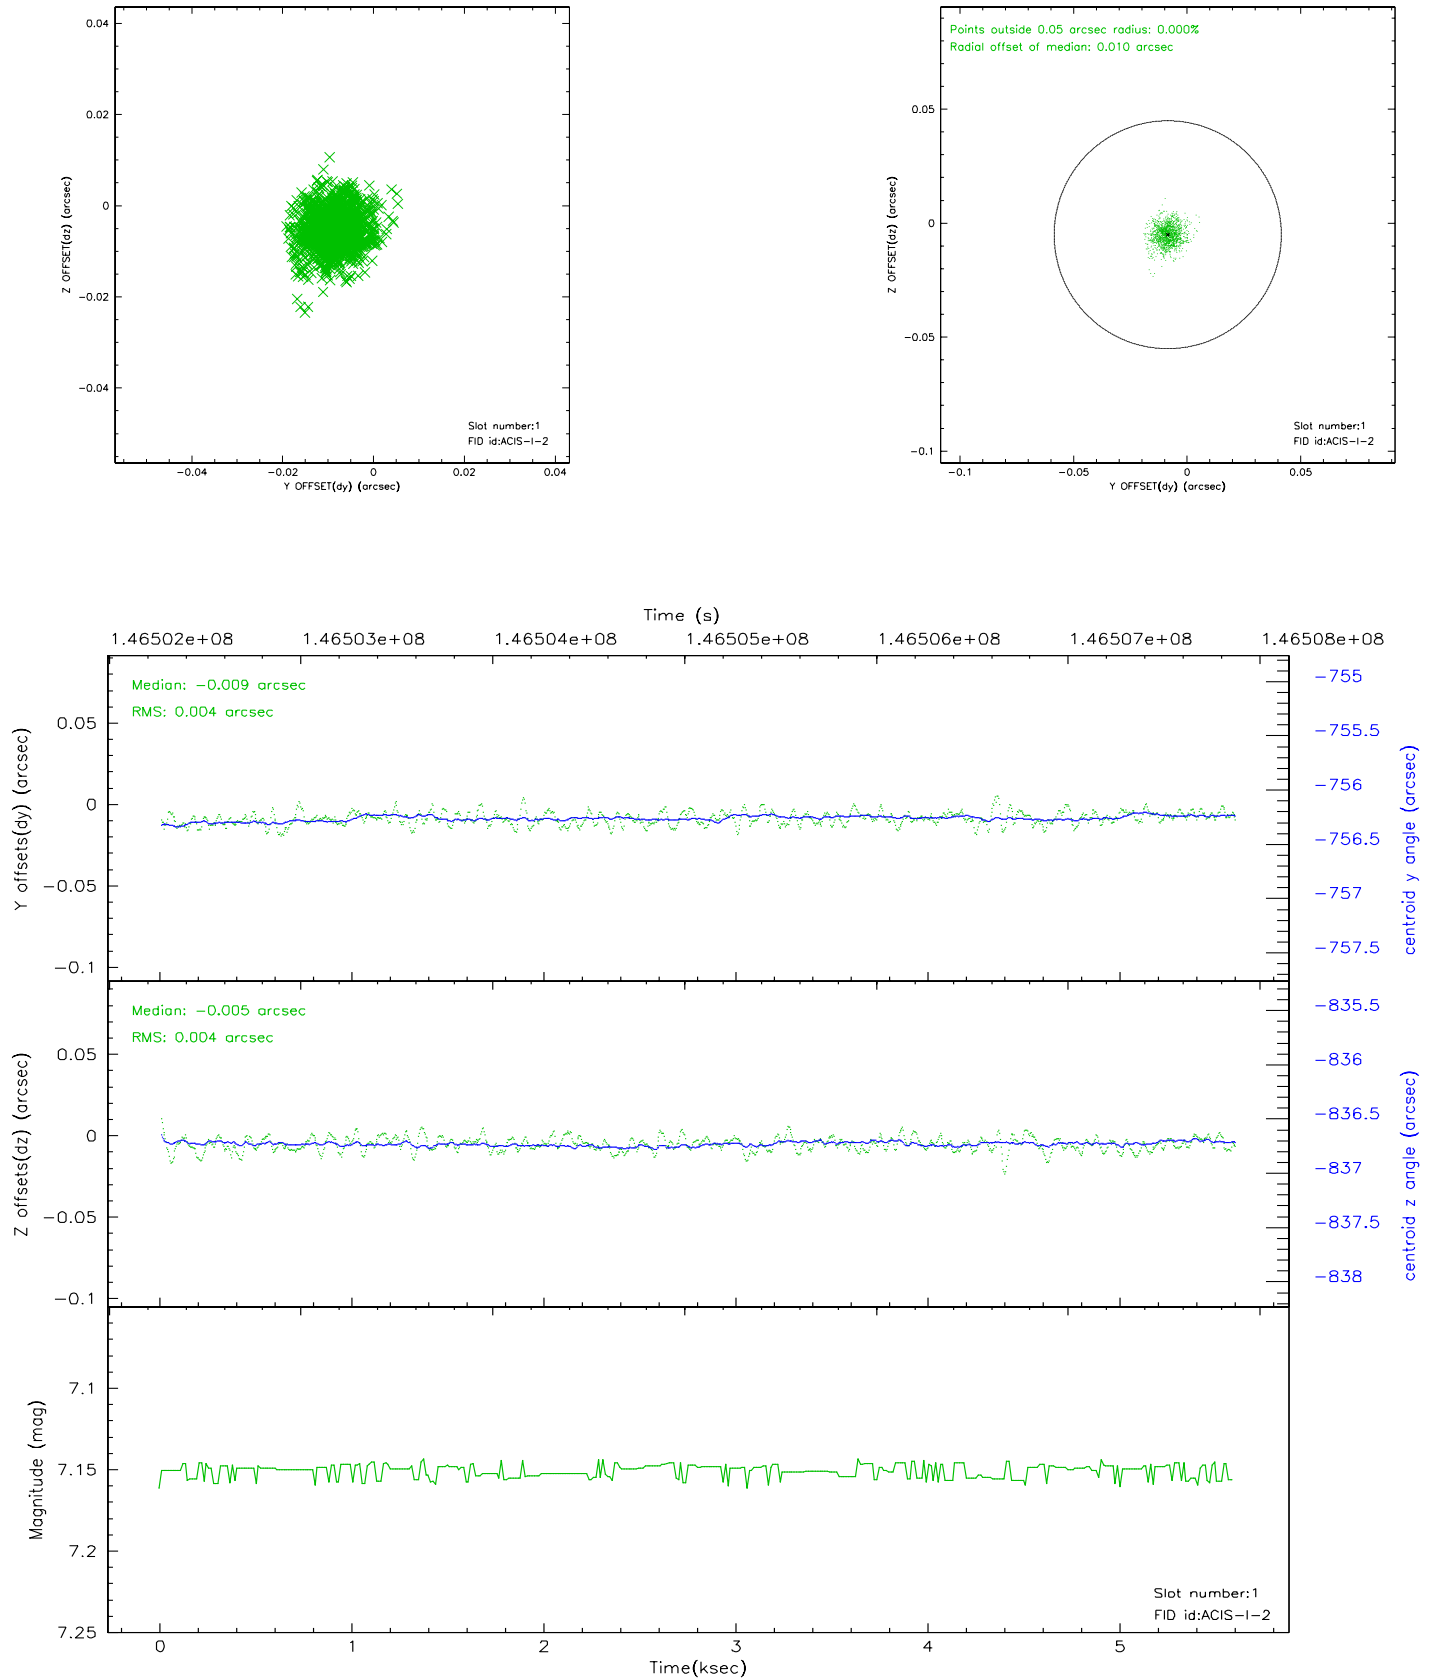 0.04
0.02
0
−0.02
−0.04
Z OFFSET(dz) (arcsec)
Slot number:1
FID id:ACIS−I−2
−0.04
−0.02
0
0.02
0.04
Y OFFSET(dy) (arcsec)
Points outside 0.05 arcsec radius: 0.000%
Radial offset of median: 0.010 arcsec
0.05
0
−0.05
−0.1
Z OFFSET(dz) (arcsec)
Slot number:1
FID id:ACIS−I−2
−0.1
−0.05
0
0.05
Y OFFSET(dy) (arcsec)
Time (s)
1.46502e+08
1.46503e+08
1.46504e+08
1.46505e+08
1.46506e+08
1.46507e+08
1.46508e+08
Median: −0.009 arcsec
RMS: 0.004 arcsec
0.05
0
−0.05
−0.1
Y offsets(dy) (arcsec)
−755
−755.5
−756
−756.5
−757
−757.5
centroid y angle (arcsec)
Median: −0.005 arcsec
RMS: 0.004 arcsec
0.05
0
−0.05
−0.1
Z offsets(dz) (arcsec)
−835.5
−836
−836.5
−837
−837.5
−838
centroid z angle (arcsec)
7.1
7.15
7.2
7.25
Magnitude (mag)
Slot number:1
FID id:ACIS−I−2
0
1
2
3
4
5
Time(ksec)